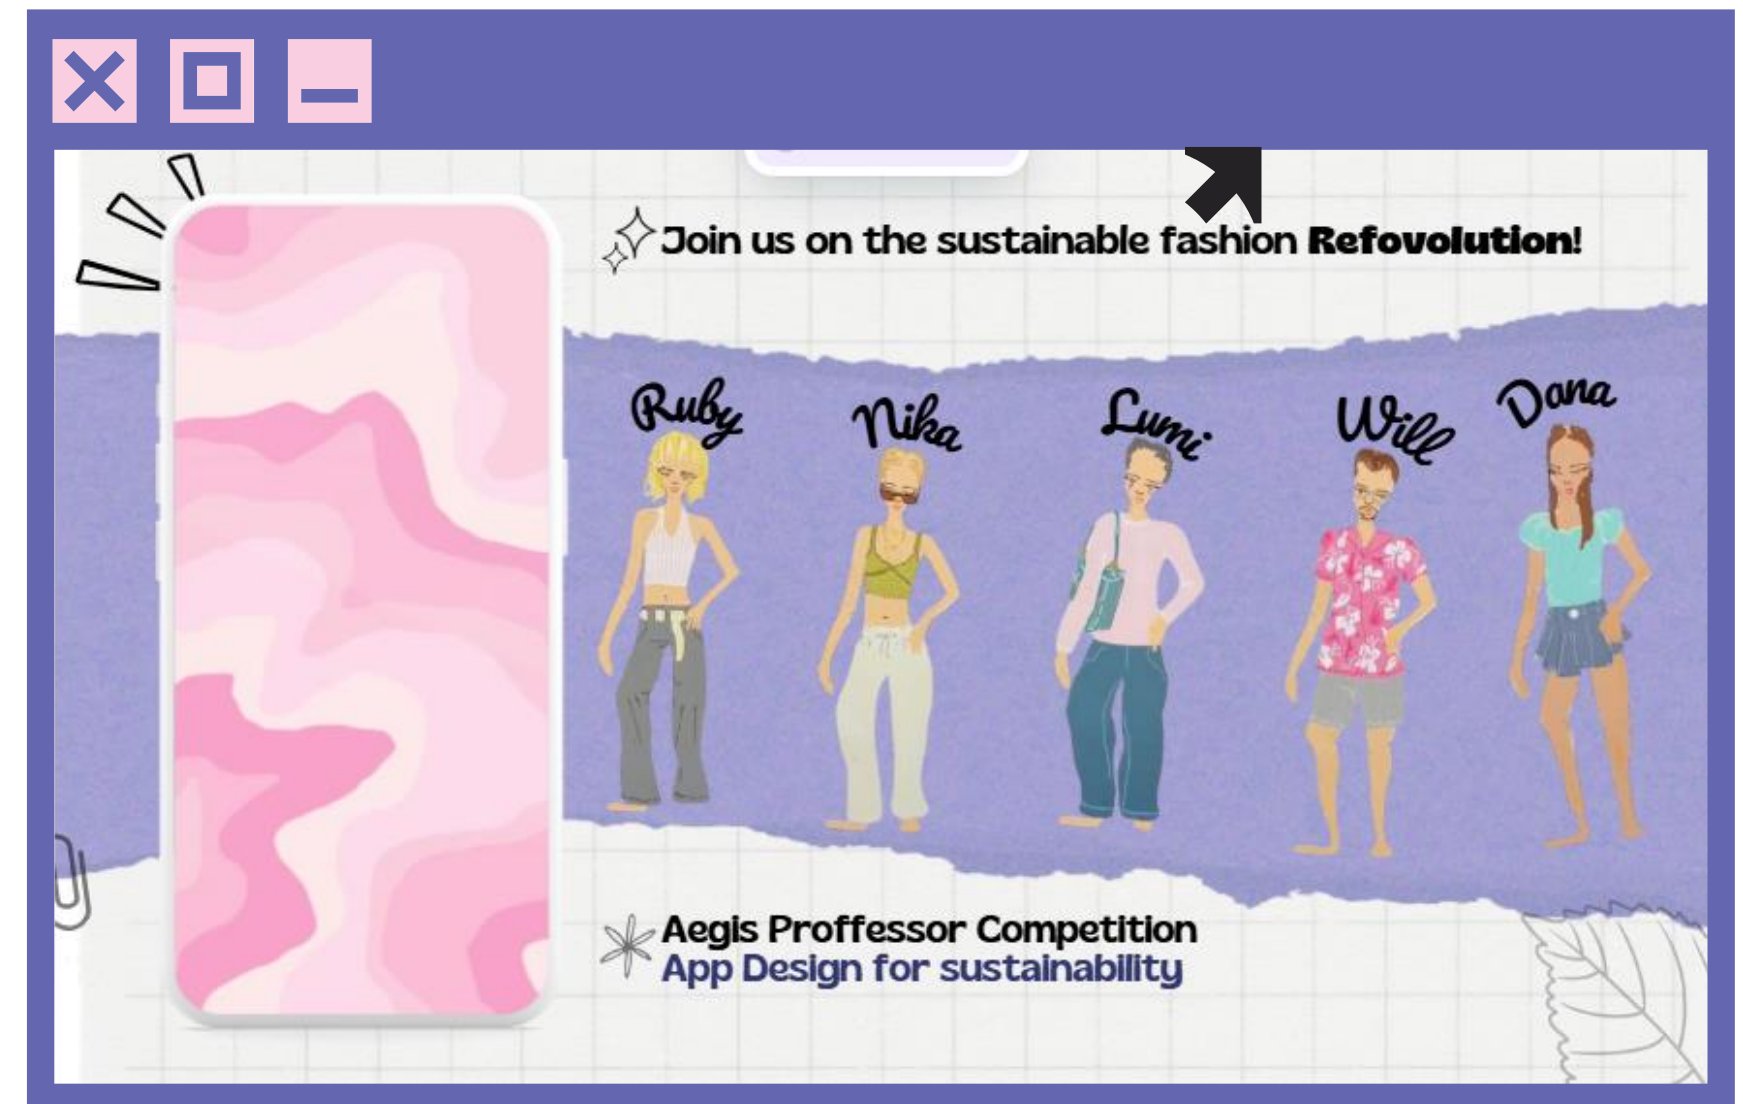 Join us on the sustainable fashion Refovolution!
Ruby
Nika
Lumi
Will
Dana
Aegis Proffessor Competition
App Design for sustainability